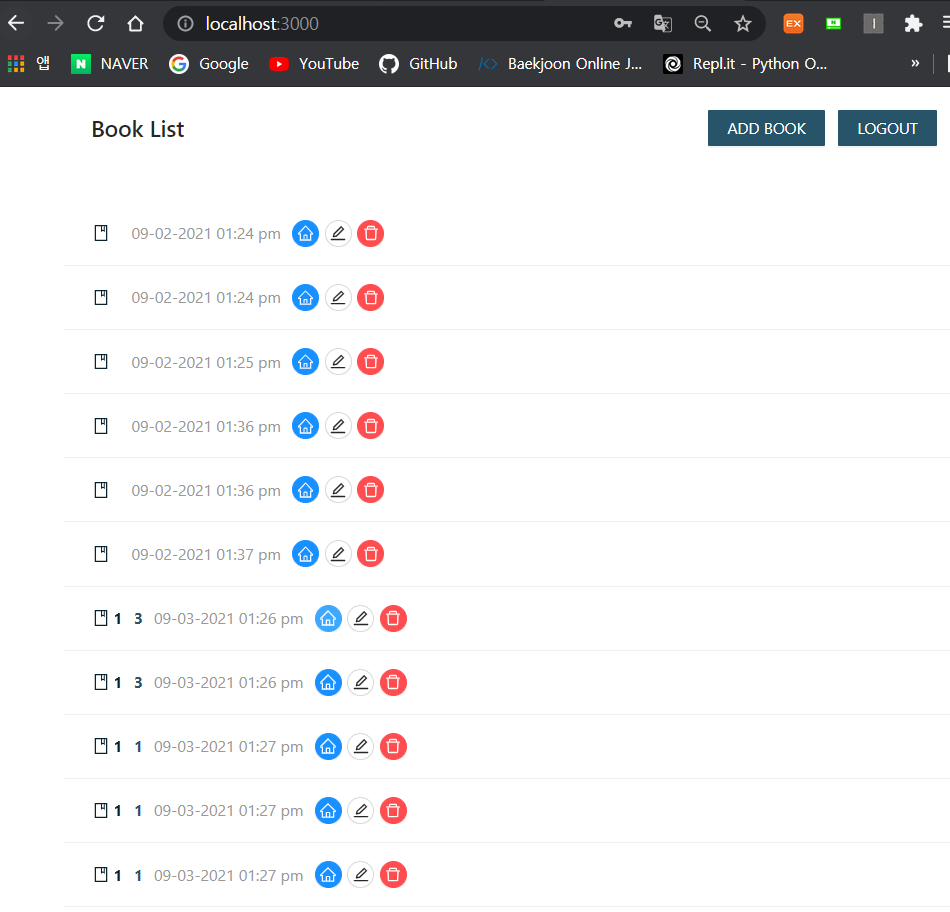 localhost:3000
EX
N
I
앱
N NAVER
Google
YouTube
GitHub
Baekjoon Online J...
Repl.it - Python O...
»
Book List
ADD BOOK
LOGOUT
09-02-2021 01:24 pm
09-02-2021 01:24 pm
09-02-2021 01:25 pm
09-02-2021 01:36 pm
09-02-2021 01:36 pm
09-02-2021 01:37 pm
1 3 09-03-2021 01:26 pm
1 3 09-03-2021 01:26 pm
1 1 09-03-2021 01:27 pm
1 1 09-03-2021 01:27 pm
1 1 09-03-2021 01:27 pm